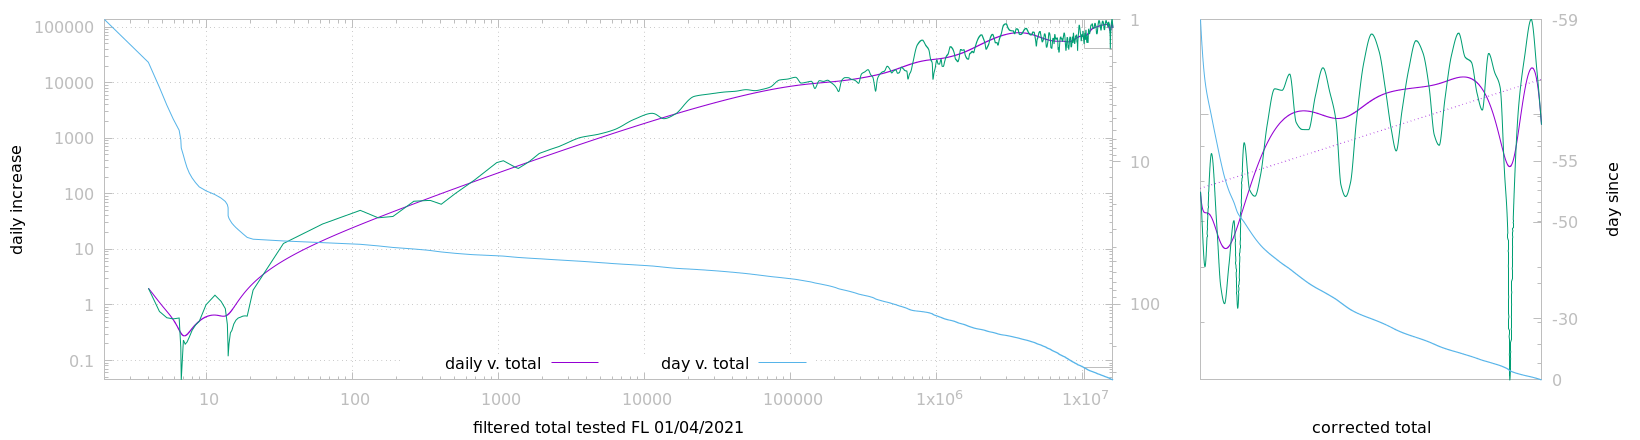 100000
10000
1000
100
10
1
0.1
daily increase
10
100
1000
10000
100000
1x10^6
1x10^7
filtered total tested FL 01/04/2021
daily v. total
day v. total
1
10
100
-59
-55
-50
-30
0
day since
corrected total